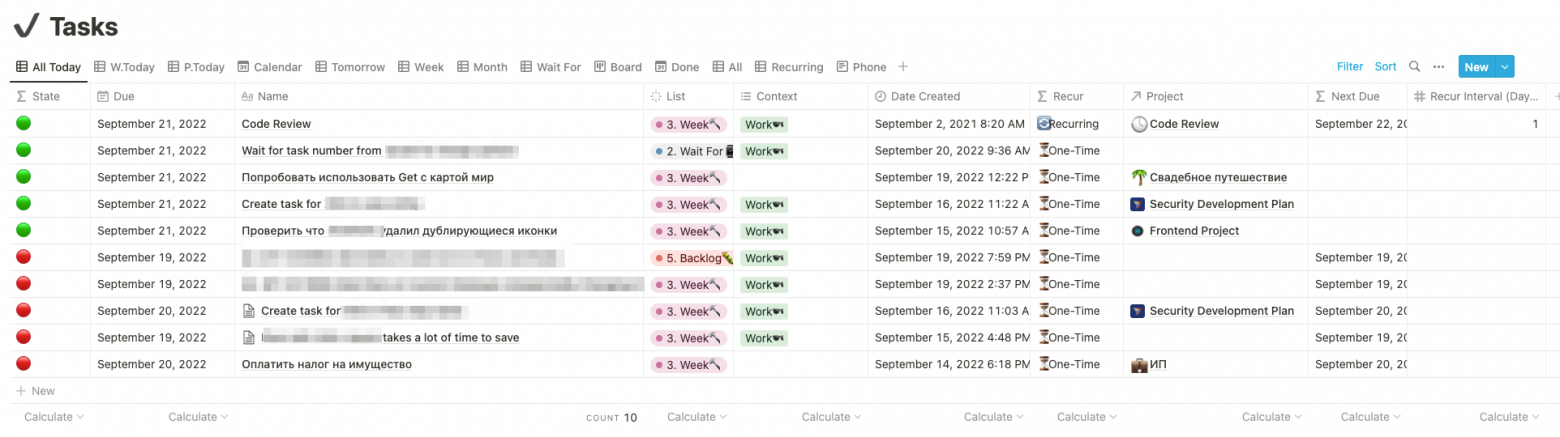 ✔ Tasks
All Today W.Today P.Today Calendar Tomorrow Week Month Wait For Board Done All Recurring Phone + Filter Sort New
State Due Name List Context Date Created Recur Project Next Due Recur Interval (Day...
September 21, 2022 Code Review 3. Week Work September 2, 2021 8:20 AM Recurring Code Review September 22, 20 1
September 21, 2022 Wait for task number from 2. Wait For Work September 20, 2022 9:36 AM One-Time
September 21, 2022 Попробовать использовать Get с картой мир 3. Week September 19, 2022 12:22 P One-Time Свадебное путешествие
September 21, 2022 Create task for 3. Week Work September 16, 2022 11:22 A One-Time Security Development Plan
September 21, 2022 Проверить что удалил дублирующиеся иконки 3. Week Work September 15, 2022 10:57 A One-Time Frontend Project
September 19, 2022 5. Backlog Work September 19, 2022 7:59 PM One-Time September 19, 20
September 19, 2022 3. Week Work September 19, 2022 2:37 PM One-Time September 19, 20
September 20, 2022 Create task for 3. Week Work September 16, 2022 11:03 A One-Time Security Development Plan September 20, 20
September 19, 2022 takes a lot of time to save 3. Week Work September 15, 2022 4:48 PM One-Time September 19, 20
September 20, 2022 Оплатить налог на имущество 3. Week September 14, 2022 6:18 PM One-Time ИП September 20, 20
+ New
Calculate Calculate COUNT 10 Calculate Calculate Calculate Calculate Calculate Calculate Calculate